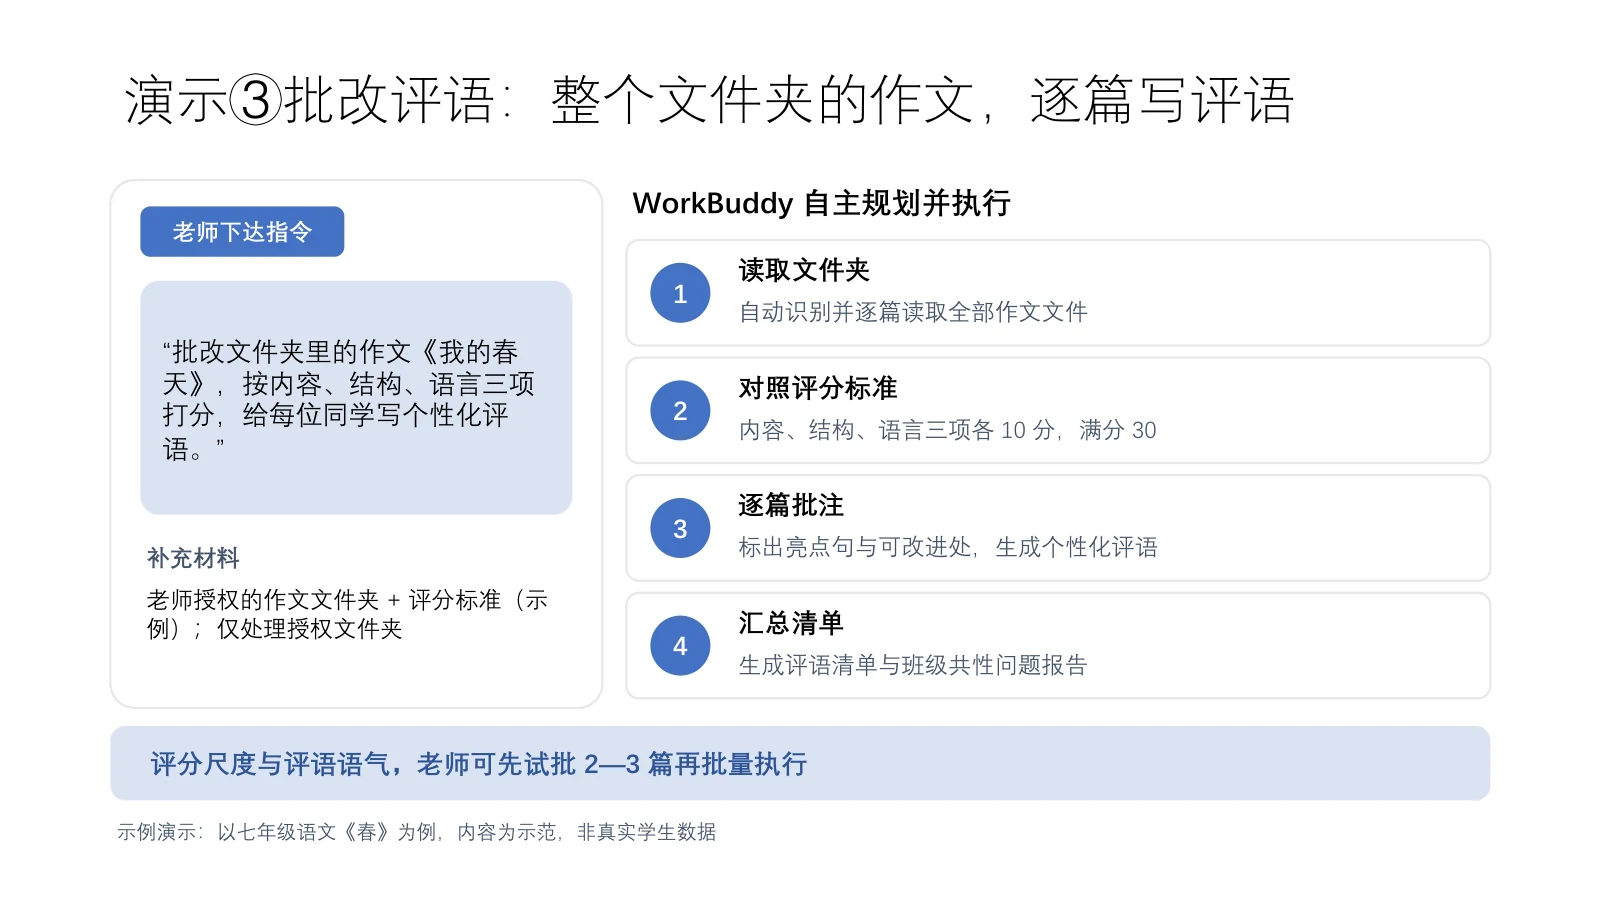 演示③批改评语：整个文件夹的作文，逐篇写评语
老师下达指令
“批改文件夹里的作文《我的春
天》，按内容、结构、语言三项
打分，给每位同学写个性化评
语。”
补充材料
老师授权的作文文件夹 + 评分标准（示
例）；仅处理授权文件夹
WorkBuddy 自主规划并执行
1
读取文件夹
自动识别并逐篇读取全部作文文件
2
对照评分标准
内容、结构、语言三项各 10 分，满分 30
3
逐篇批注
标出亮点句与可改进处，生成个性化评语
4
汇总清单
生成评语清单与班级共性问题报告
评分尺度与评语语气，老师可先试批 2—3 篇再批量执行
示例演示：以七年级语文《春》为例，内容为示范，非真实学生数据